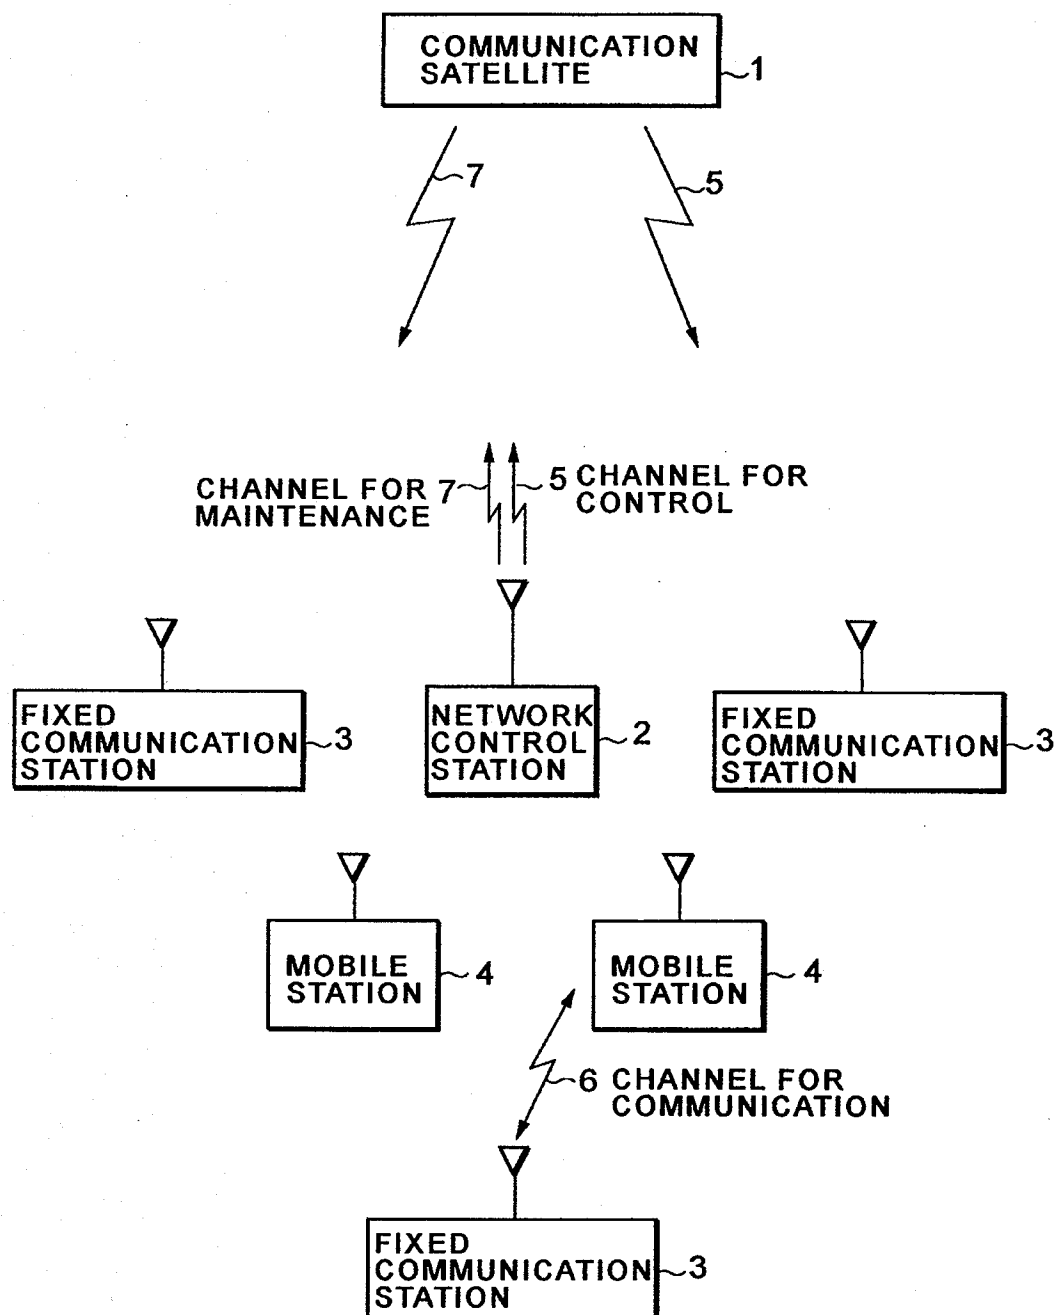 COMMUNICATION
SATELLITE
1
7
5
CHANNEL FOR
MAINTENANCE
7
5
CHANNEL FOR
CONTROL
FIXED
COMMUNICATION
STATION
3
NETWORK
CONTROL
STATION
2
FIXED
COMMUNICATION
STATION
3
MOBILE
STATION
4
MOBILE
STATION
4
6
CHANNEL FOR
COMMUNICATION
FIXED
COMMUNICATION
STATION
3